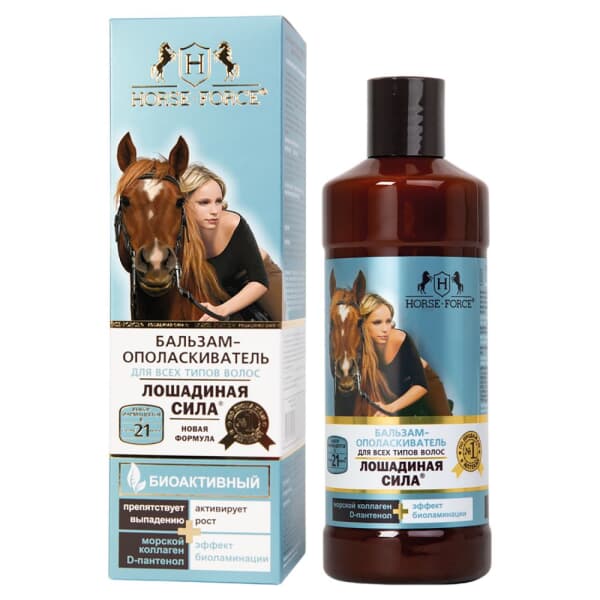 H
HORSE FORCE®
БАЛЬЗАМ-
ОПОЛАСКИВАТЕЛЬ
ДЛЯ ВСЕХ ТИПОВ ВОЛОС
ЛОШАДИНАЯ
СИЛА®
НОВАЯ
ФОРМУЛА
21
БИОАКТИВНЫЙ
препятствует
выпадению
активирует
рост
морской
коллаген
D-пантенол
эффект
биоламинации
H
HORSE-FORCE®
БАЛЬЗАМ-
ОПОЛАСКИВАТЕЛЬ
ДЛЯ ВСЕХ ТИПОВ ВОЛОС
ЛОШАДИНАЯ
СИЛА®
21
№1
морской коллаген
D-пантенол
эффект
биоламинации